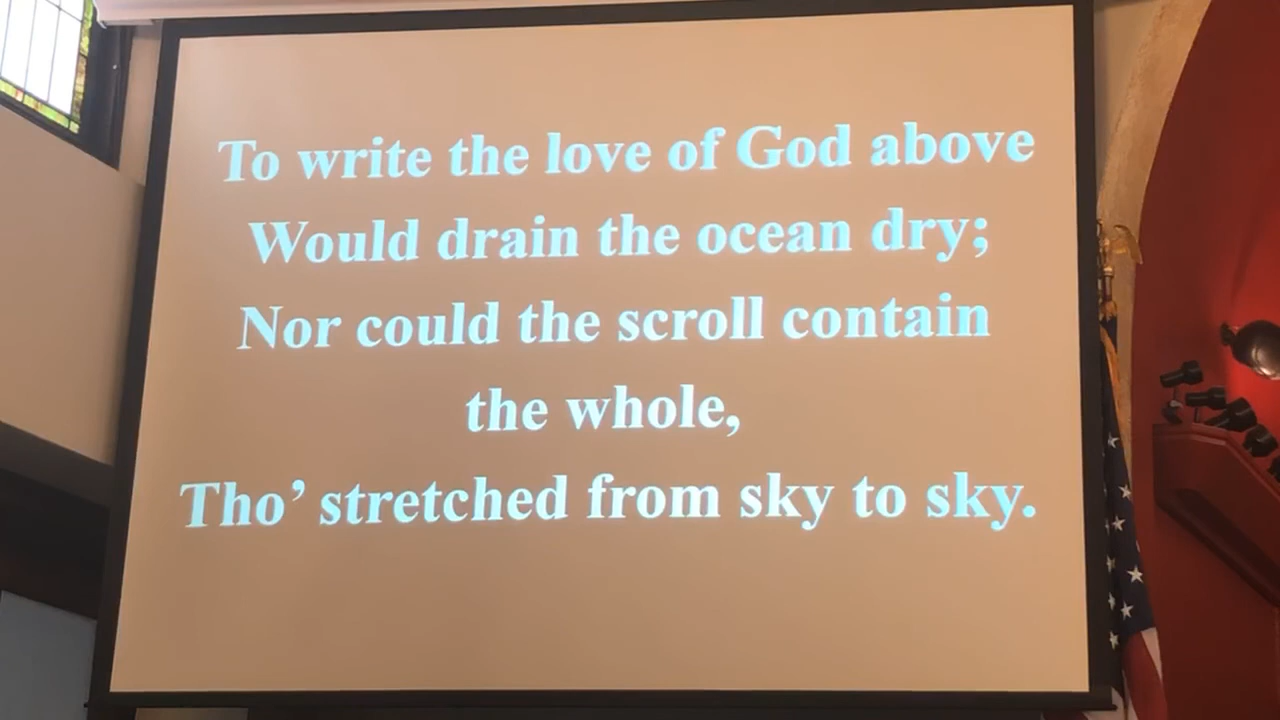 To write the love of God above
Would drain the ocean dry;
Nor could the scroll contain
the whole,
Tho’ stretched from sky to sky.